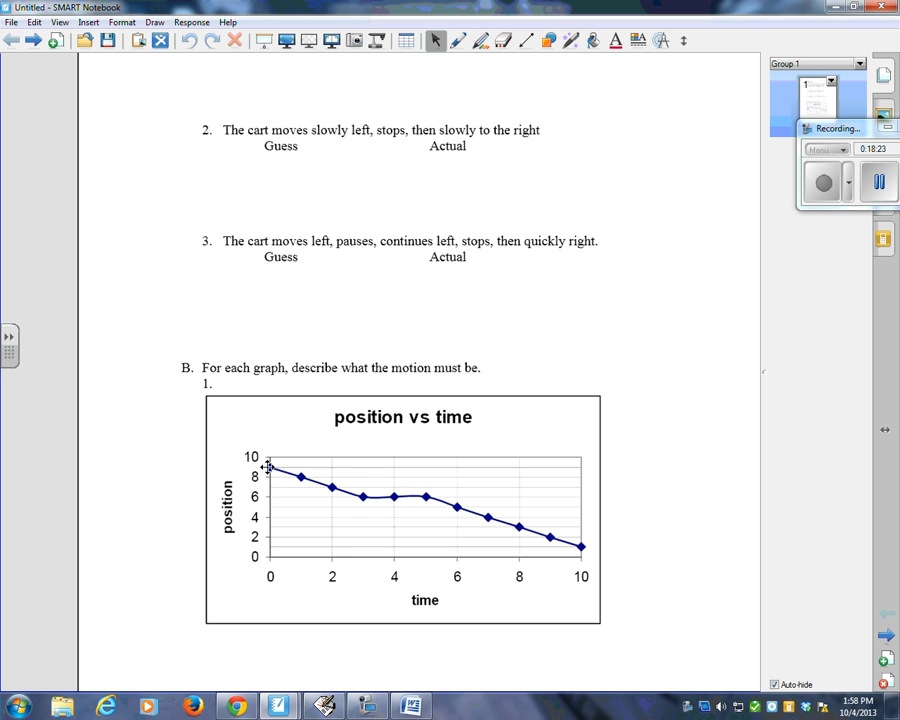 Untitled - SMART Notebook
File Edit View Insert Format Draw Response Help
Group 1
1
Recording...
Menu
0:18:23
2. The cart moves slowly left, stops, then slowly to the right
Guess Actual
3. The cart moves left, pauses, continues left, stops, then quickly right.
Guess Actual
B. For each graph, describe what the motion must be.
1.
position vs time
position
10
8
6
4
2
0
0 2 4 6 8 10
time
Auto-hide
1:58 PM
10/4/2013